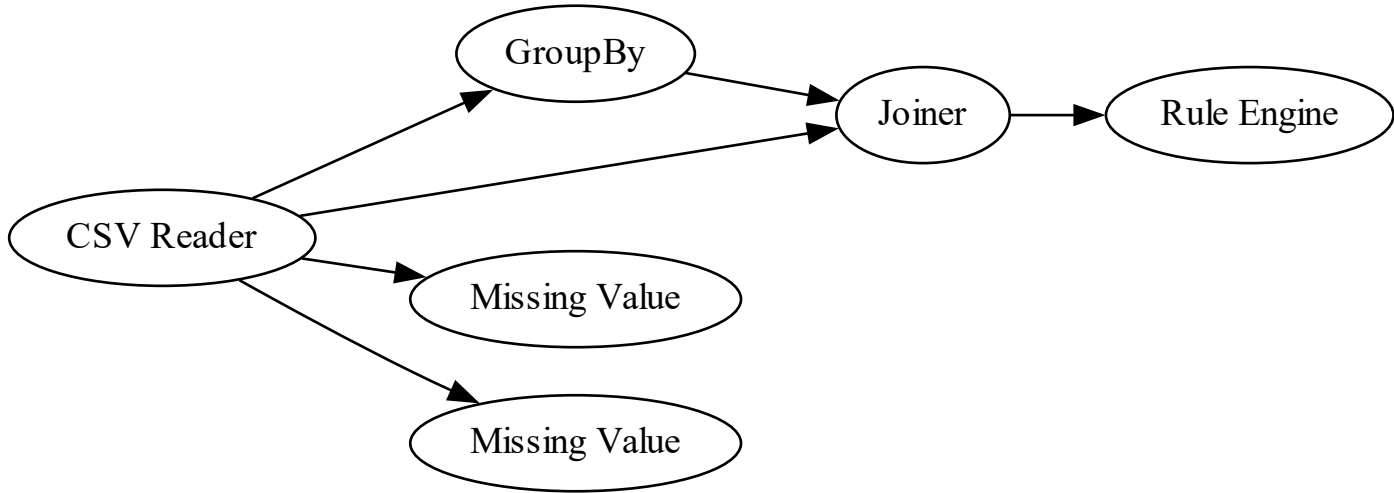 GroupBy
Joiner
Rule Engine
CSV Reader
Missing Value
Missing Value